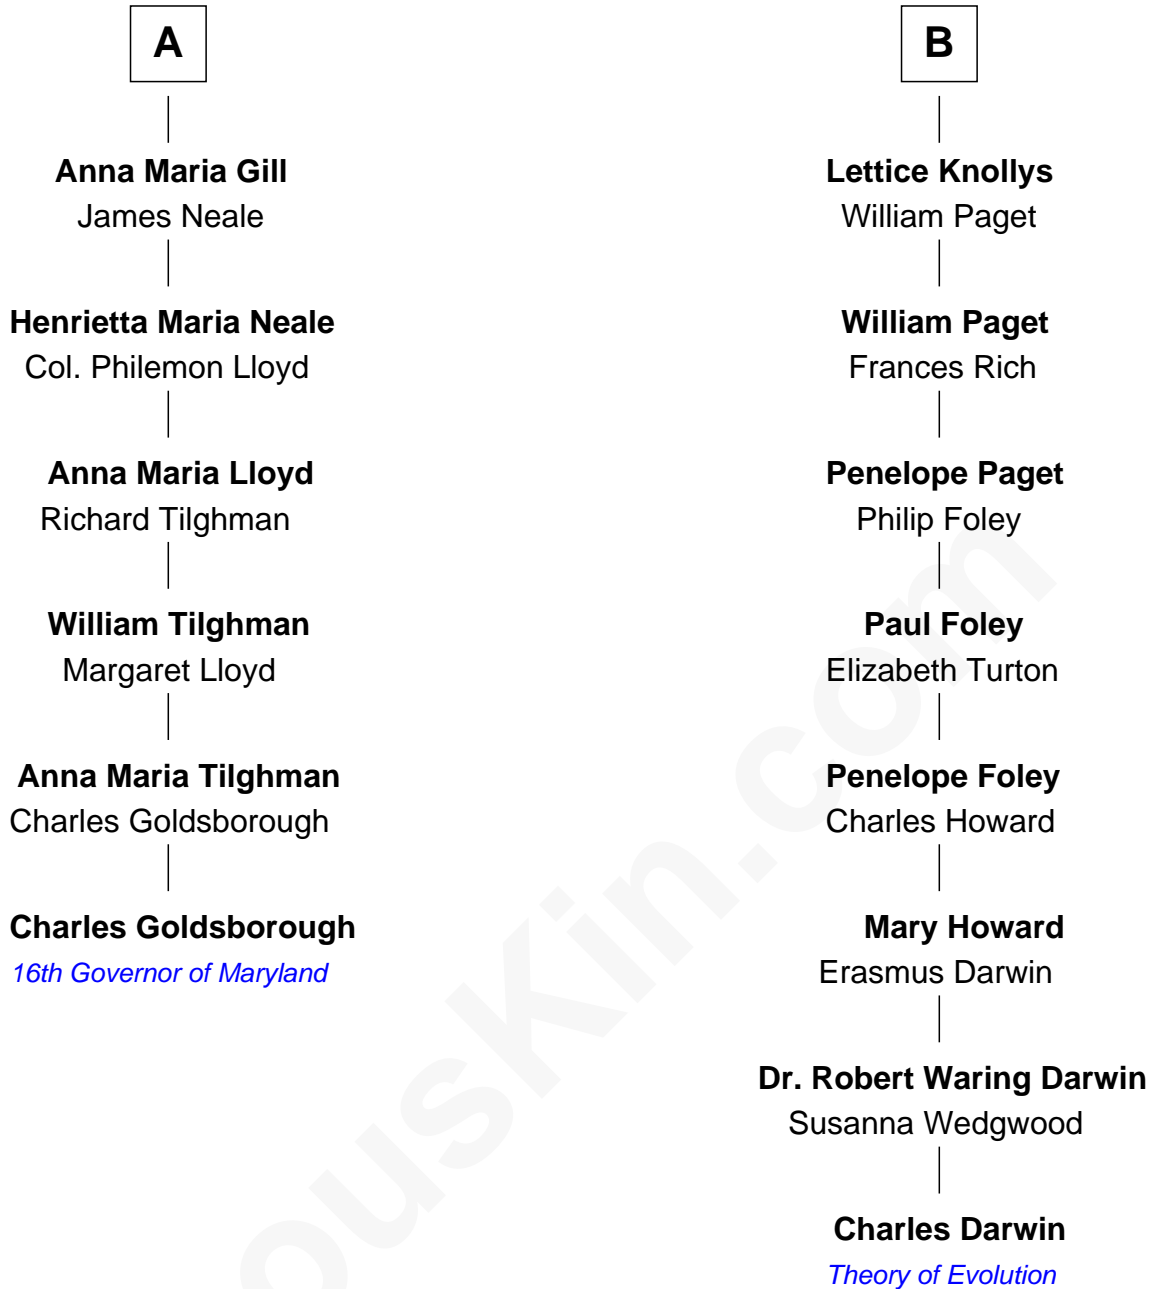 A
Anna Maria Gill
James Neale
Henrietta Maria Neale
Col. Philemon Lloyd
Anna Maria Lloyd
Richard Tilghman
William Tilghman
Margaret Lloyd
Anna Maria Tilghman
Charles Goldsborough
Charles Goldsborough
16th Governor of Maryland
B
Lettice Knollys
William Paget
William Paget
Frances Rich
Penelope Paget
Philip Foley
Paul Foley
Elizabeth Turton
Penelope Foley
Charles Howard
Mary Howard
Erasmus Darwin
Dr. Robert Waring Darwin
Susanna Wedgwood
Charles Darwin
Theory of Evolution
ousKin.com